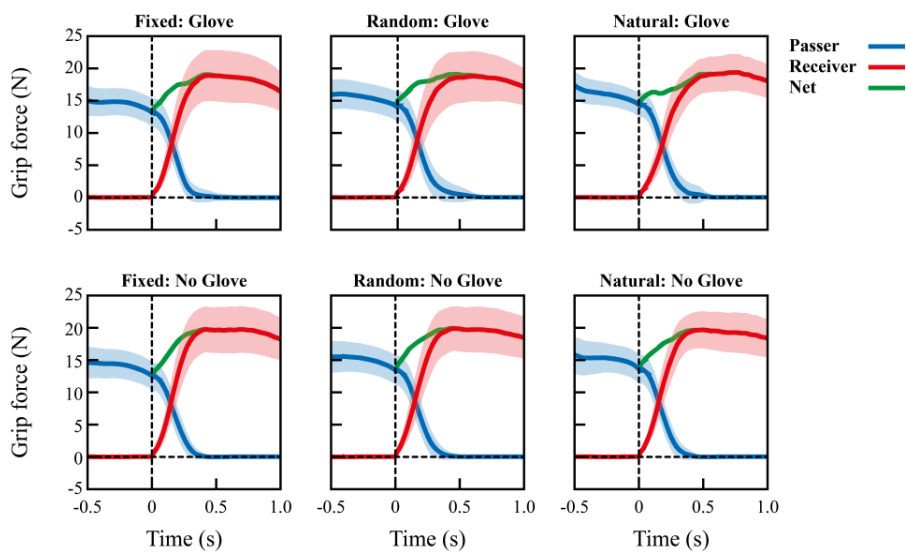 Fixed: Glove
Random: Glove
Natural: Glove
Passer
Receiver
Net
Grip force (N)
25
20
15
10
5
0
-5
Fixed: No Glove
Random: No Glove
Natural: No Glove
Grip force (N)
25
20
15
10
5
0
-5
-0.5 0 0.5 1.0
-0.5 0 0.5 1.0
-0.5 0 0.5 1.0
Time (s)
Time (s)
Time (s)